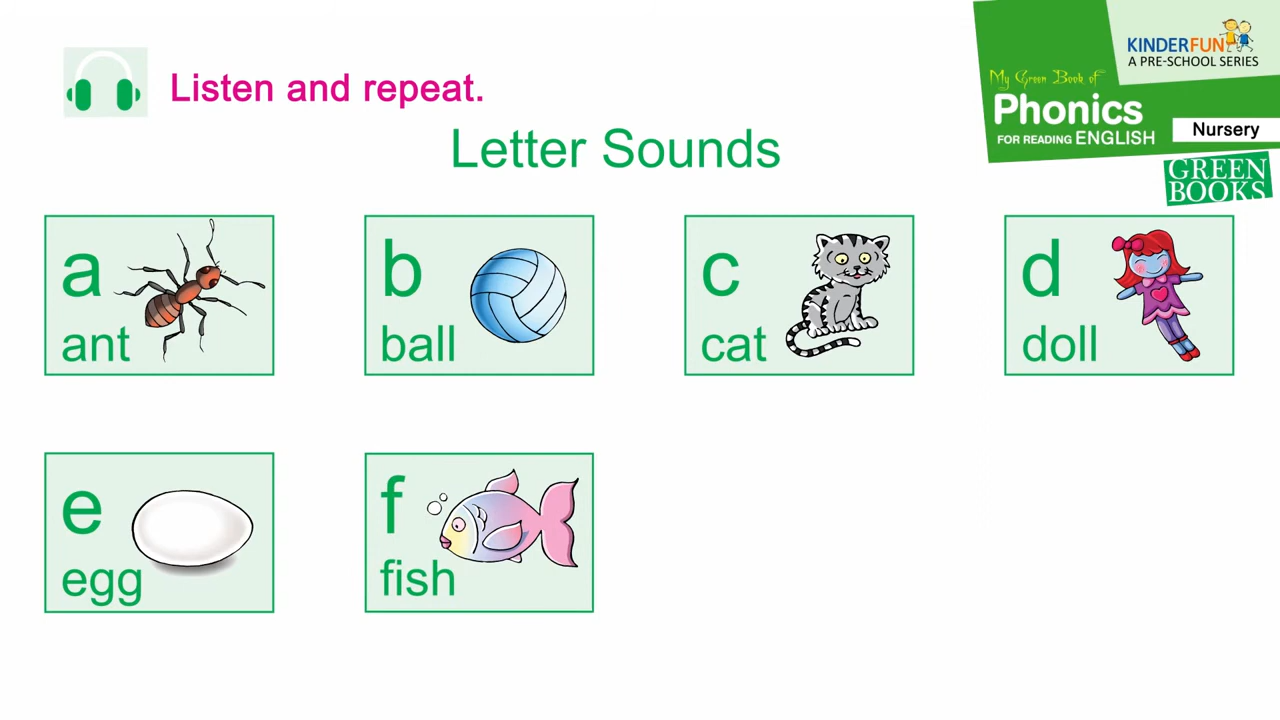 Listen and repeat.
Letter Sounds
KINDERFUN
A PRE-SCHOOL SERIES
My Green Book of
Phonics
FOR READING ENGLISH
Nursery
GREEN
BOOKS
a
ant
b
ball
c
cat
d
doll
e
egg
f
fish